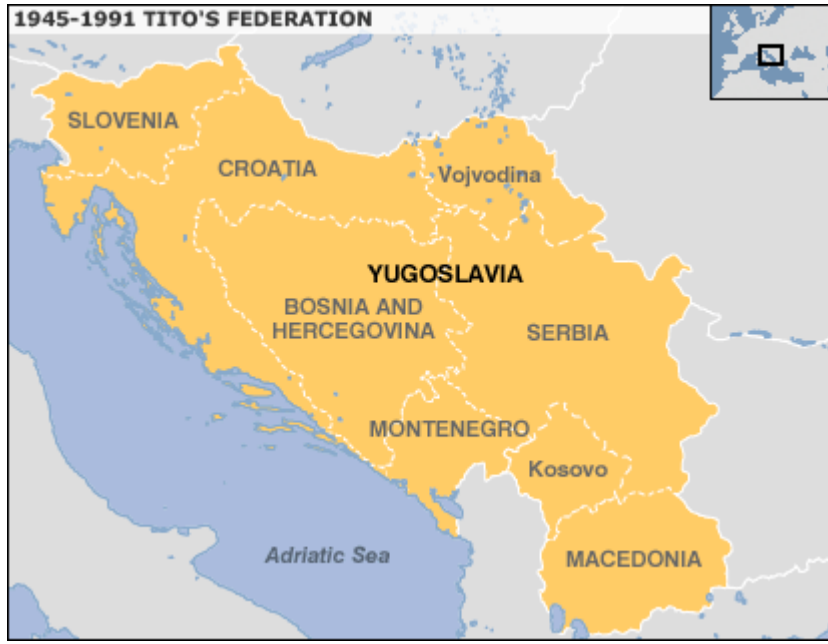 1945-1991 TITO'S FEDERATION
SLOVENIA
CROATIA
Vojvodina
YUGOSLAVIA
BOSNIA AND
HERCEGOVINA
SERBIA
MONTENEGRO
Kosovo
Adriatic Sea
MACEDONIA